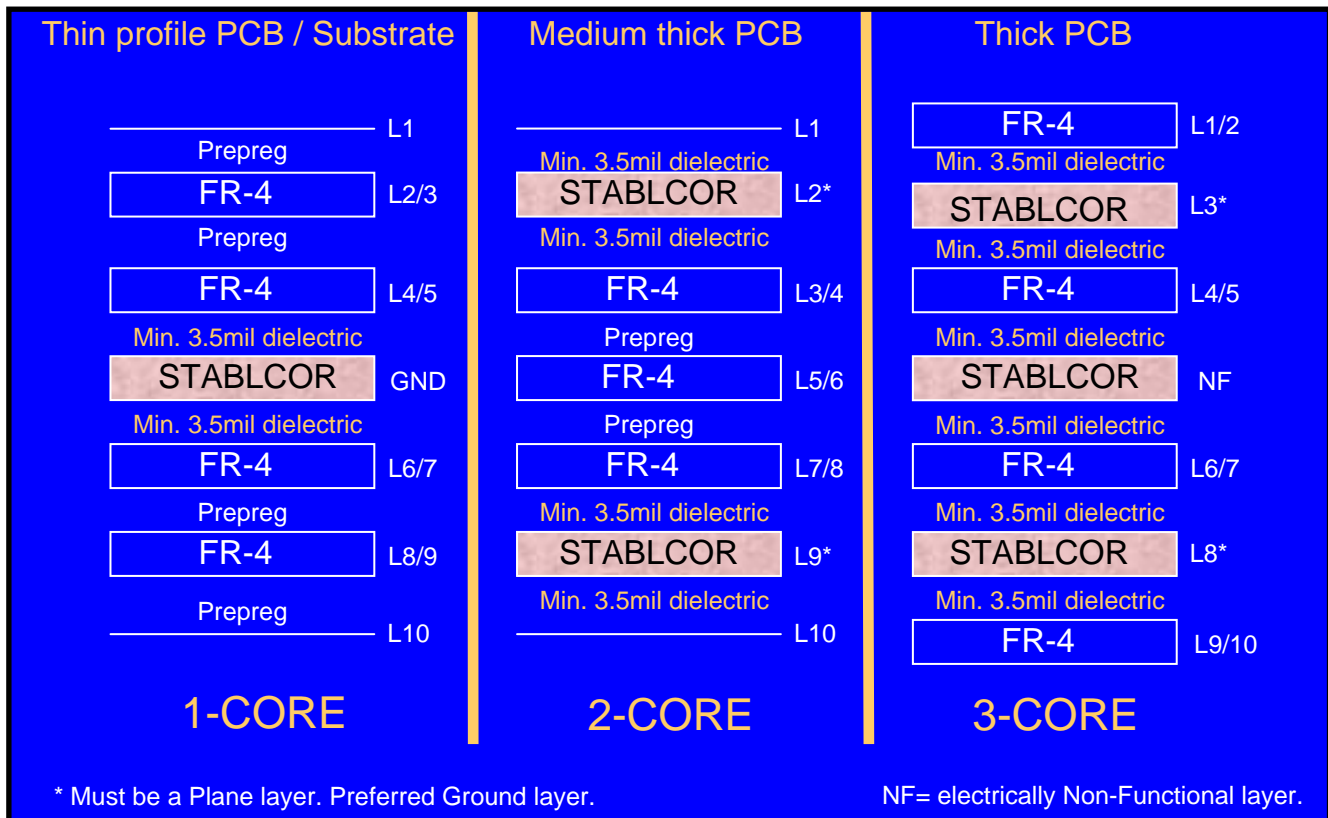 Thin profile PCB / Substrate
L1
Prepreg
FR-4 L2/3
Prepreg
FR-4 L4/5
Min. 3.5mil dielectric
STABLCOR GND
Min. 3.5mil dielectric
FR-4 L6/7
Prepreg
FR-4 L8/9
Prepreg
L10
1-CORE
Medium thick PCB
L1
Min. 3.5mil dielectric
STABLCOR L2*
Min. 3.5mil dielectric
FR-4 L3/4
Prepreg
FR-4 L5/6
Prepreg
FR-4 L7/8
Min. 3.5mil dielectric
STABLCOR L9*
Min. 3.5mil dielectric
L10
2-CORE
Thick PCB
FR-4 L1/2
Min. 3.5mil dielectric
STABLCOR L3*
Min. 3.5mil dielectric
FR-4 L4/5
Min. 3.5mil dielectric
STABLCOR NF
Min. 3.5mil dielectric
FR-4 L6/7
Min. 3.5mil dielectric
STABLCOR L8*
Min. 3.5mil dielectric
FR-4 L9/10
3-CORE
* Must be a Plane layer. Preferred Ground layer.
NF= electrically Non-Functional layer.